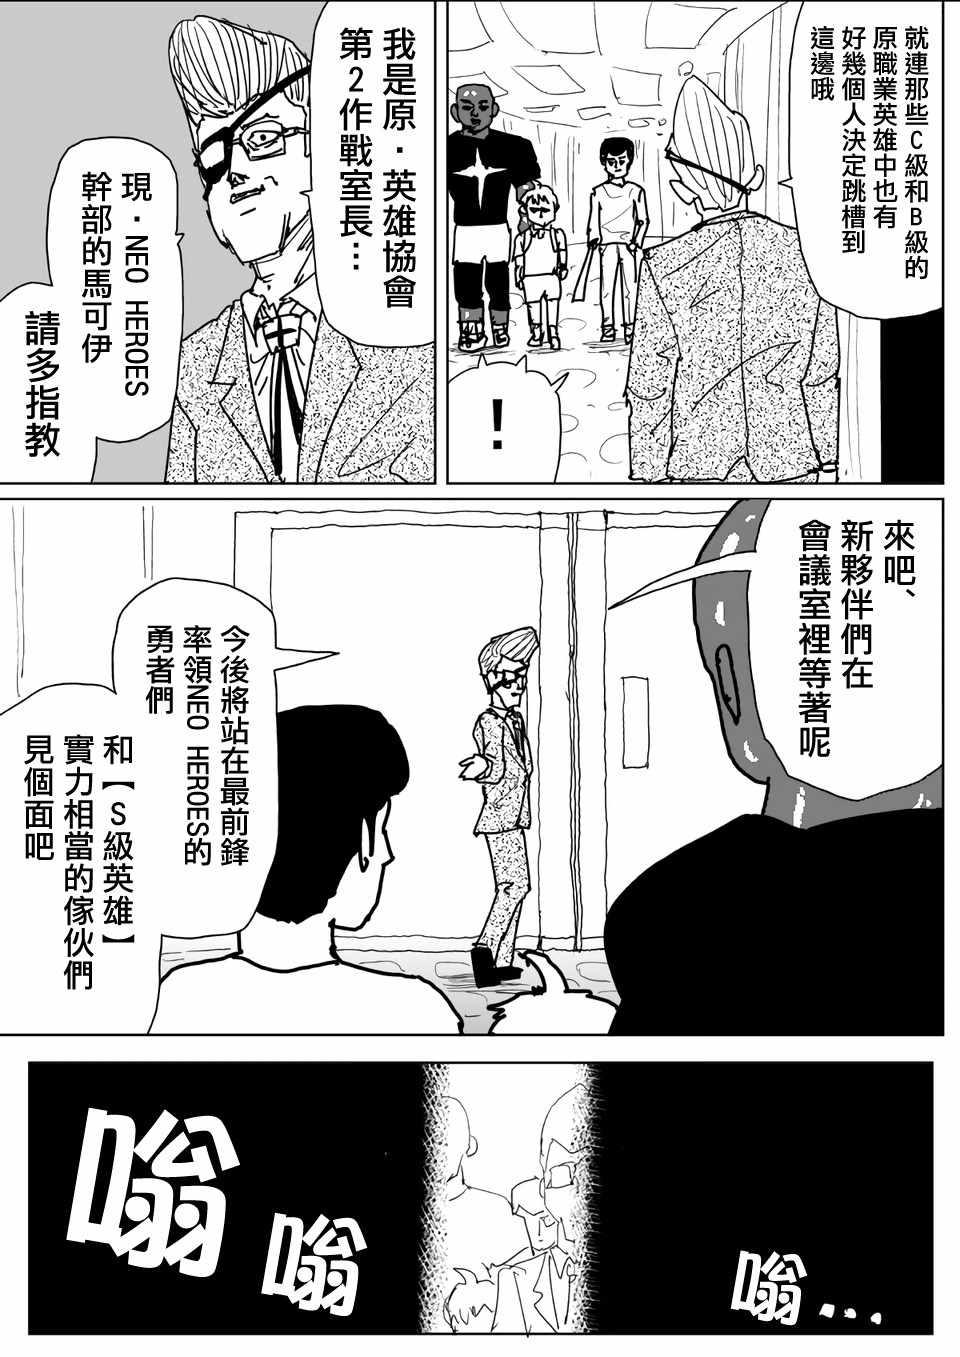 就連那些C級和B級的
原職業英雄中也有
好幾個人決定跳槽到
這邊哦
！
我是原．英雄協會
第2作戰室長…
現．NEO HEROES
幹部的馬可伊
請多指教
來吧、
新夥伴們在
會議室裡等著呢
今後將站在最前鋒
率領NEO HEROES的
勇者們
和【S級英雄】
實力相當的傢伙們
見個面吧
嗡…
嗡
嗡